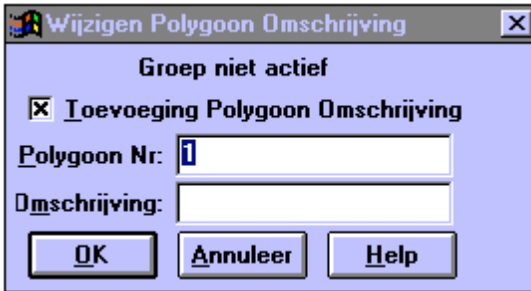 Wijzigen Polygoon Omschrijving
Groep niet actief
Toevoeging Polygoon Omschrijving
Polygoon Nr: 1
Omschrijving:
OK Annuleer Help